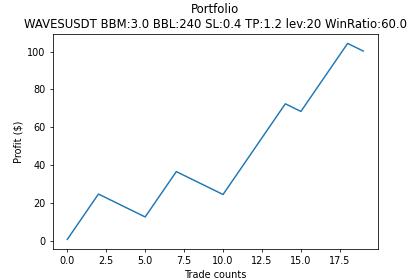 Portfolio
WAVESUSDT BBM:3.0 BBL:240 SL:0.4 TP:1.2 lev:20 WinRatio:60.0
100
80
60
40
20
0
Profit ($)
0.0 2.5 5.0 7.5 10.0 12.5 15.0 17.5
Trade counts